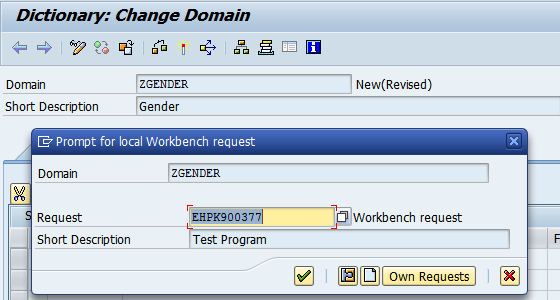 Dictionary: Change Domain
Domain ZGENDER New(Revised)
Short Description Gender
Prompt for local Workbench request
Domain ZGENDER
Request EHPK900377 Workbench request
Short Description Test Program
Own Requests